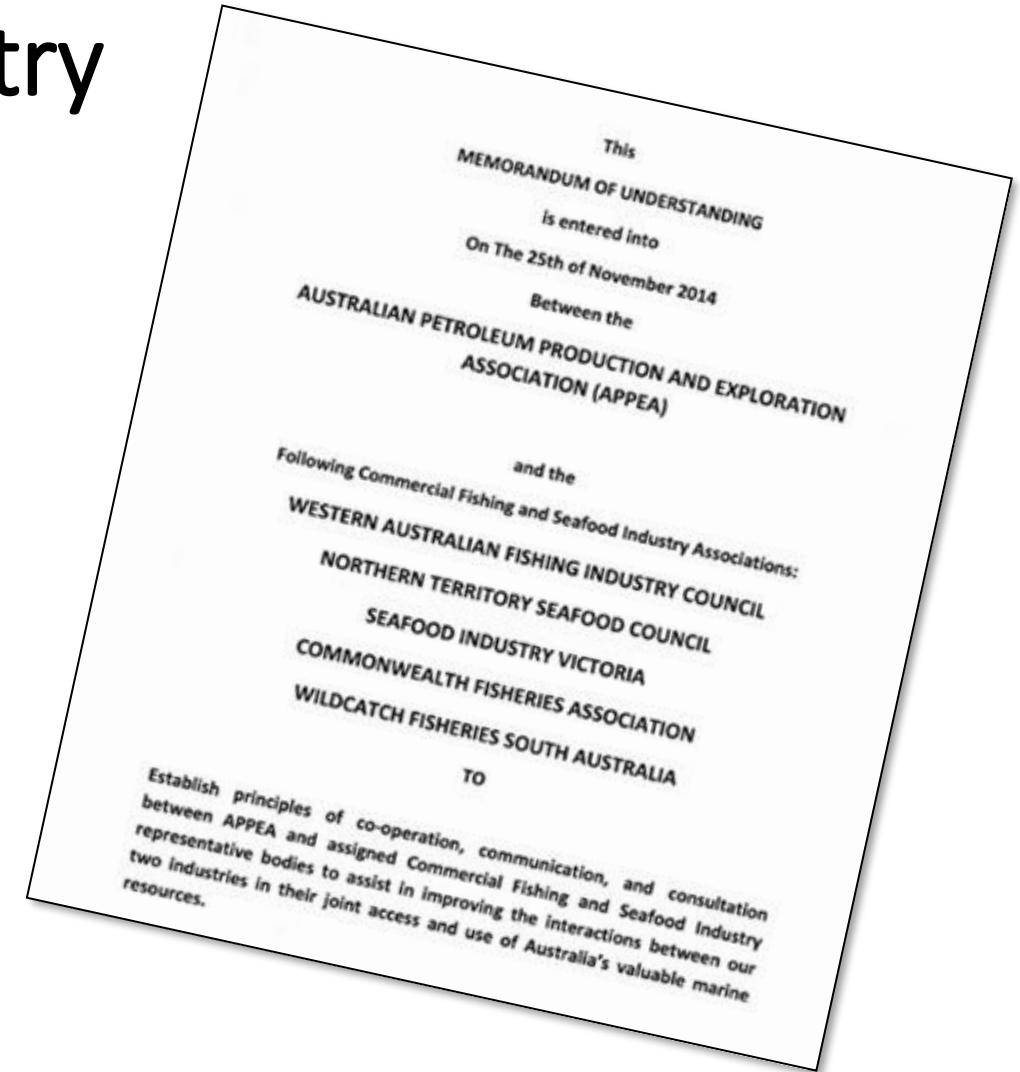 try
This
MEMORANDUM OF UNDERSTANDING
is entered into
On The 25th of November 2014
Between the
AUSTRALIAN PETROLEUM PRODUCTION AND EXPLORATION
ASSOCIATION (APPEA)
and the
Following Commercial Fishing and Seafood Industry Associations:
WESTERN AUSTRALIAN FISHING INDUSTRY COUNCIL
NORTHERN TERRITORY SEAFOOD COUNCIL
SEAFOOD INDUSTRY VICTORIA
COMMONWEALTH FISHERIES ASSOCIATION
WILDCATCH FISHERIES SOUTH AUSTRALIA
TO
Establish principles of co-operation, communication, and consultation
between APPEA and assigned Commercial Fishing and Seafood Industry
representative bodies to assist in improving the interactions between our
two industries in their joint access and use of Australia's valuable marine
resources.